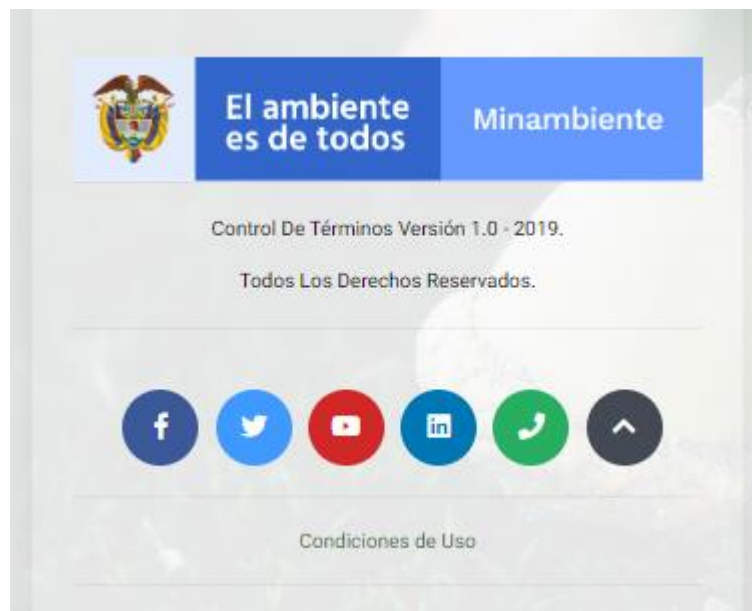 El ambiente
es de todos
Minambiente
Control De Términos Versión 1.0 - 2019.
Todos Los Derechos Reservados.
Condiciones de Uso